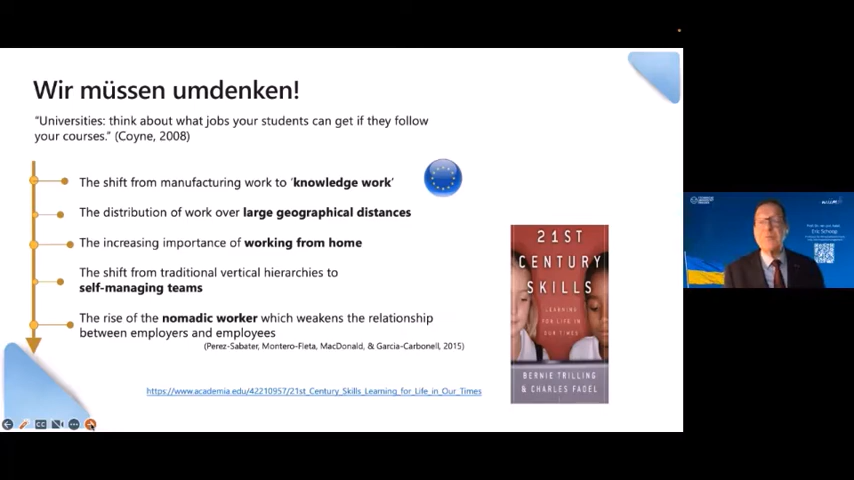 Wir müssen umdenken!
“Universities: think about what jobs your students can get if they follow
your courses.” (Coyne, 2008)
The shift from manufacturing work to ‘knowledge work’
The distribution of work over large geographical distances
The increasing importance of working from home
The shift from traditional vertical hierarchies to
self-managing teams
The rise of the nomadic worker which weakens the relationship
between employers and employees
(Perez-Sabater, Montero-Fleta, MacDonald, & Garcia-Carbonell, 2015)
https://www.academia.edu/42210957/21st_Century_Skills_Learning_for_Life_in_Our_Times
21ST
CENTURY
SKILLS
LEARNING
FOR LIFE IN
OUR TIMES
BERNIE TRILLING
& CHARLES FADEL
CC